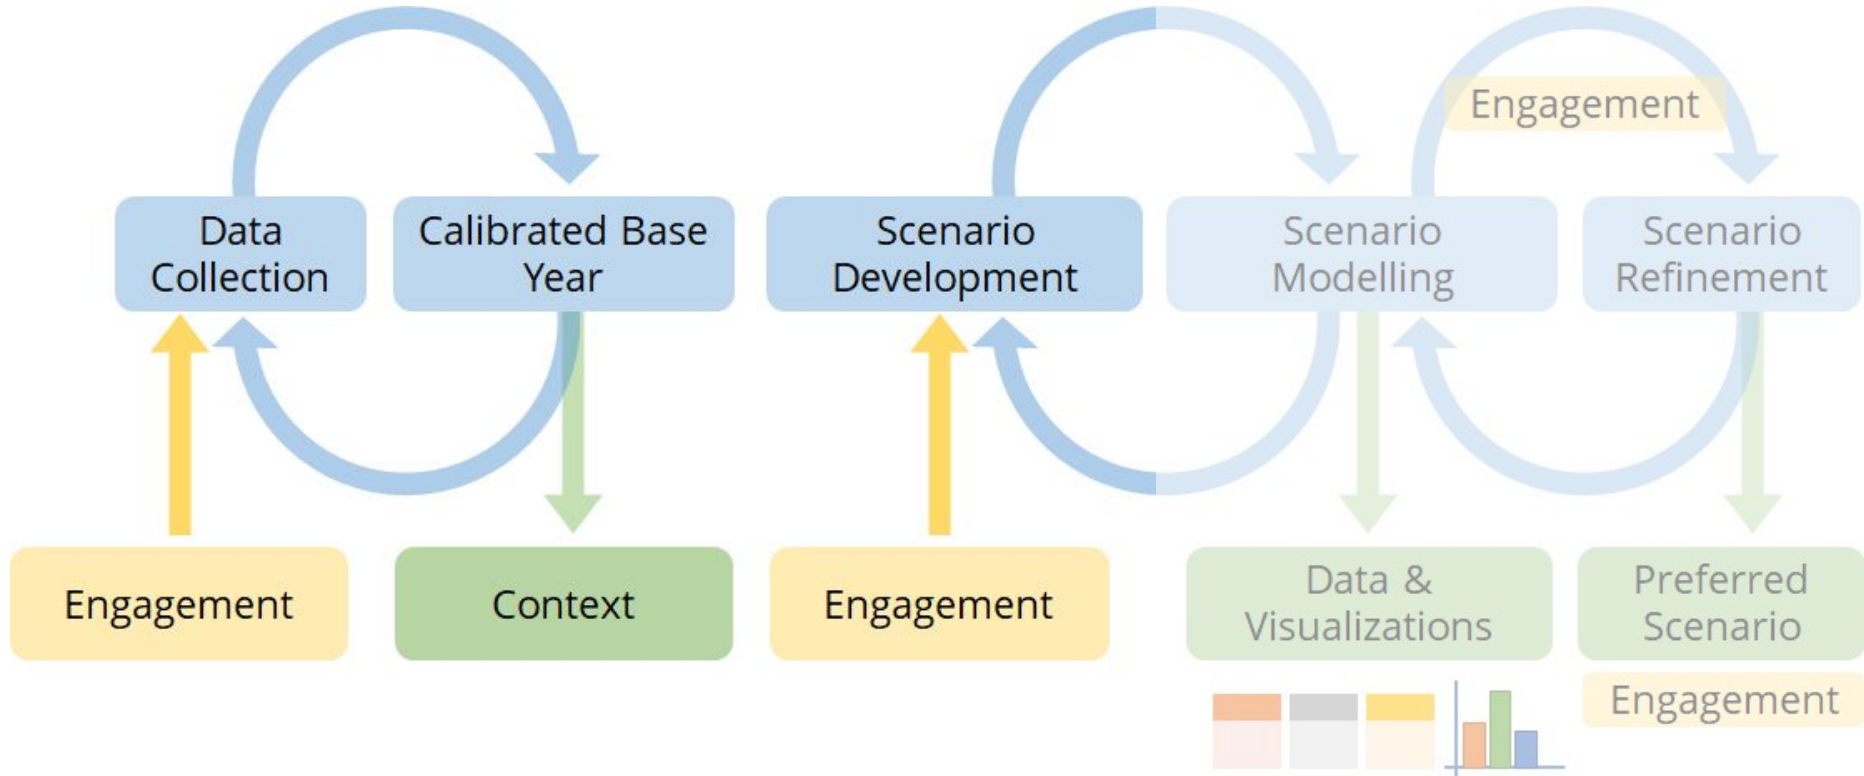 Engagement
Data
Collection
Calibrated Base
Year
Scenario
Development
Scenario
Modelling
Scenario
Refinement
Engagement
Context
Engagement
Data &
Visualizations
Preferred
Scenario
Engagement